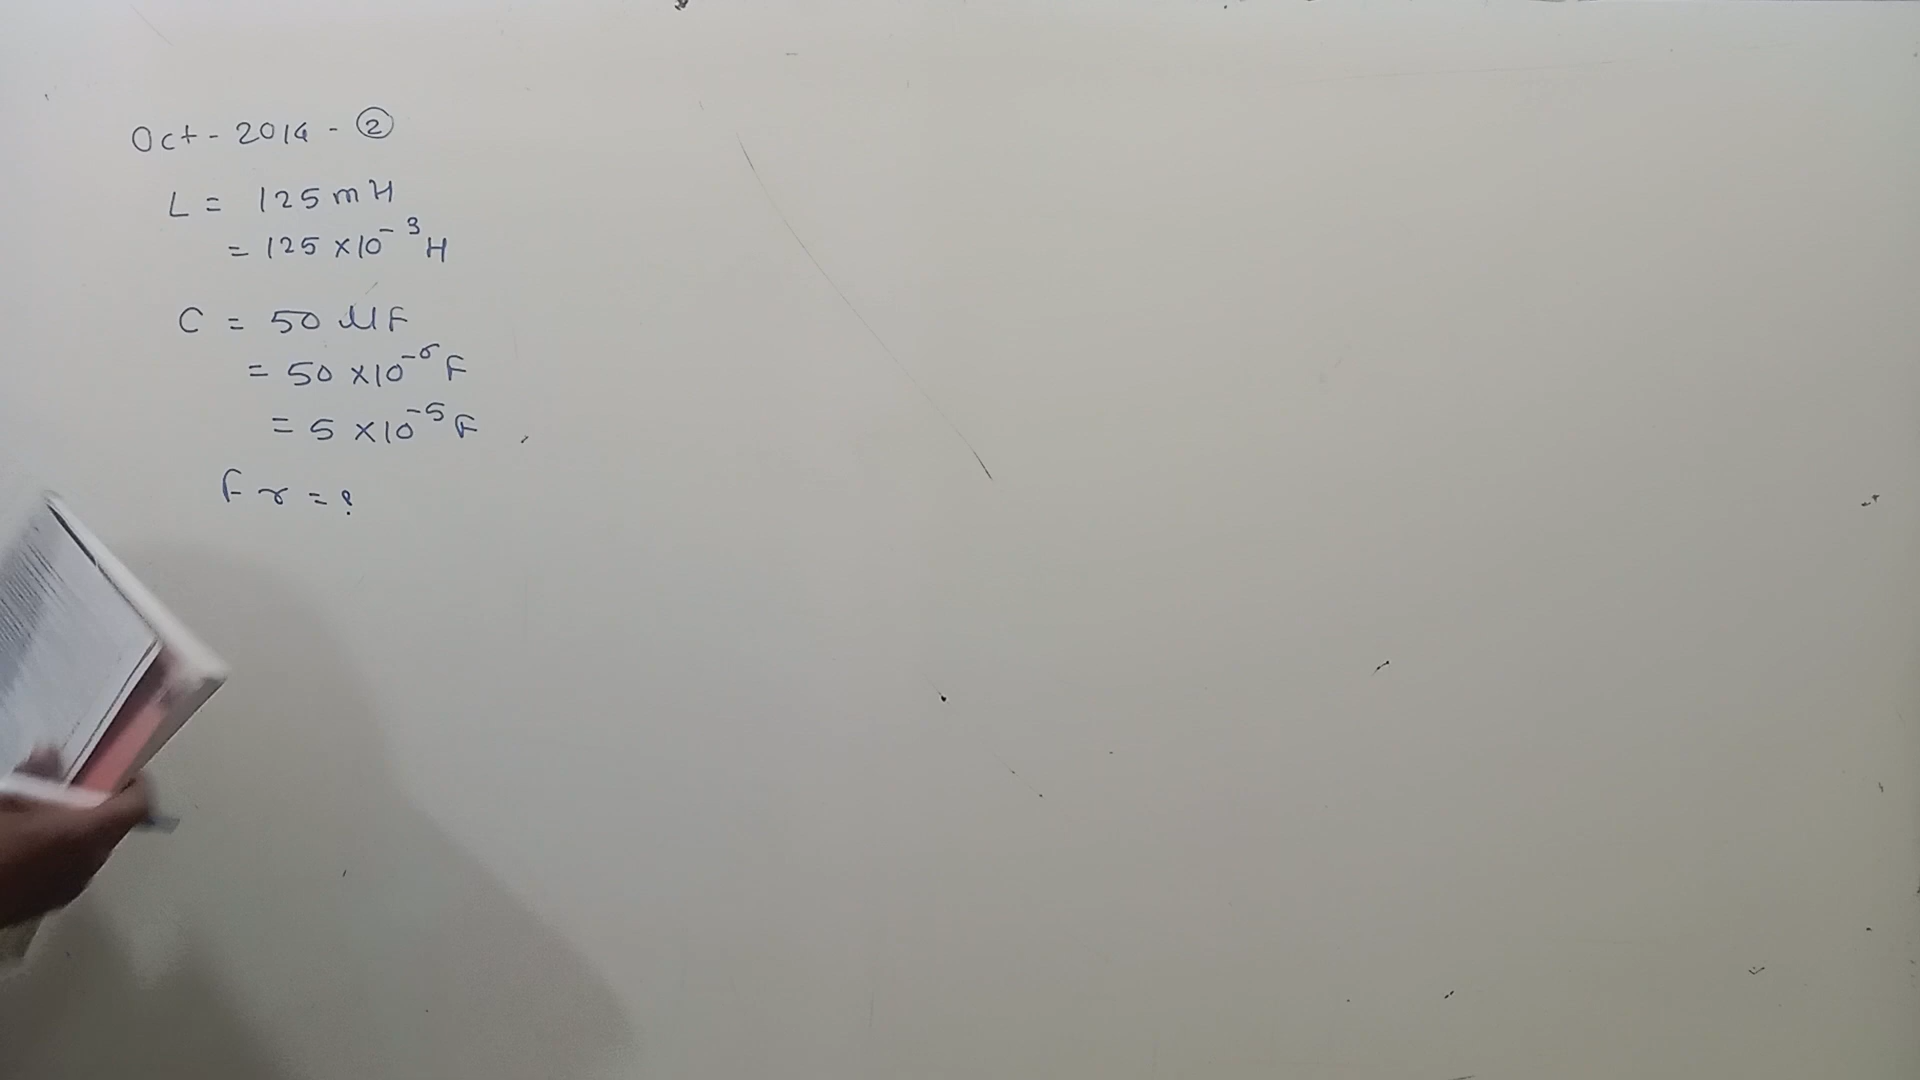 Oct - 2014 - ②
L = 125 mH
= 125 × 10⁻³ H
C = 50 μF
= 50 × 10⁻⁶ F
= 5 × 10⁻⁵ F
Fr = ?